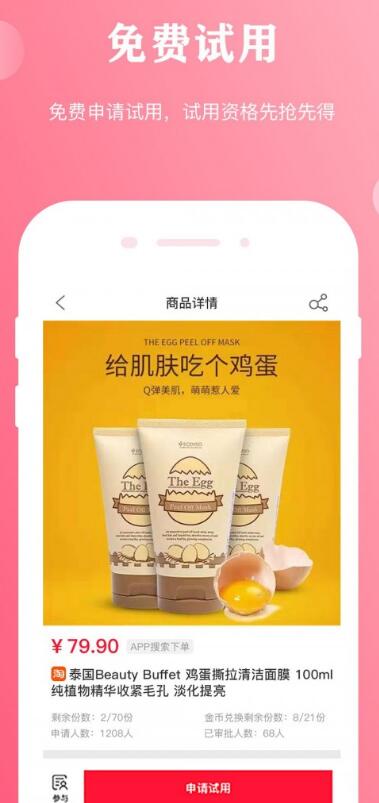 免费试用
免费申请试用，试用资格先抢先得
商品详情
THE EGG PEEL OFF MASK
给肌肤吃个鸡蛋
Q弹美肌，萌萌惹人爱
The Egg
Peel Off Mask
¥ 79.90 APP搜索下单
淘 泰国Beauty Buffet 鸡蛋撕拉清洁面膜 100ml
纯植物精华收紧毛孔 淡化提亮
剩余份数：2/70份 金币兑换剩余份数：8/21份
申请人数：1208人 已审批人数：68人
参与
申请试用